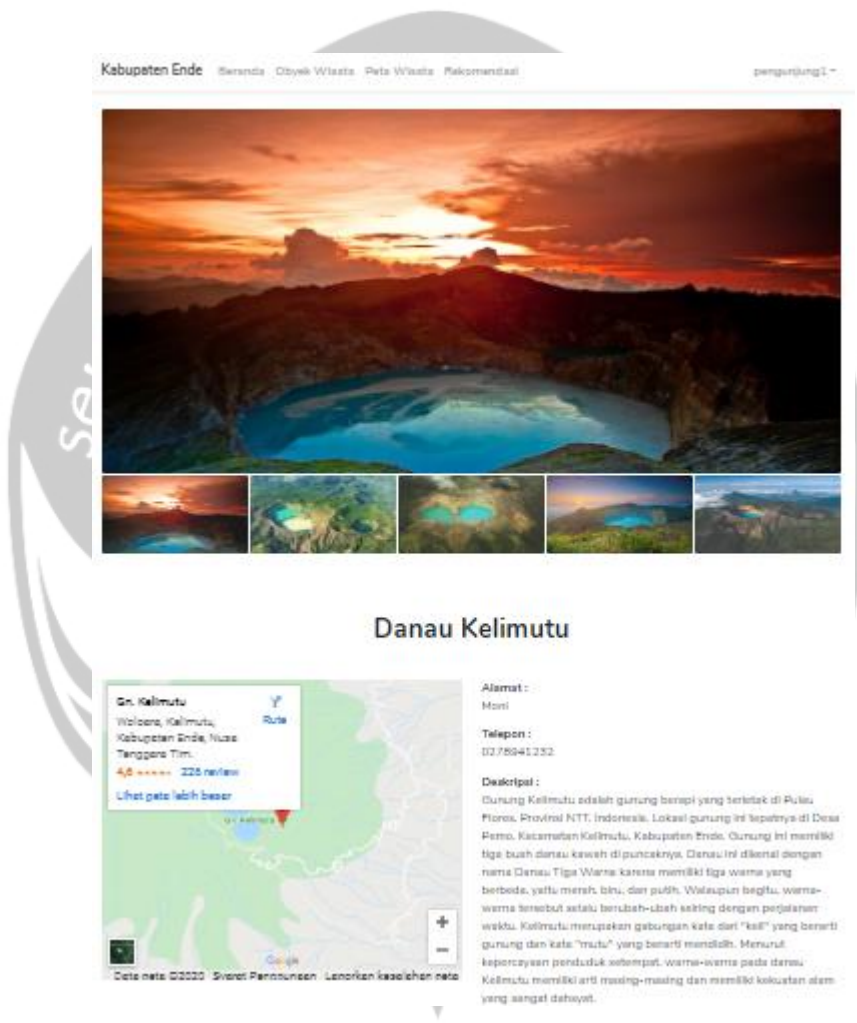 Kabupaten Ende Beranda Obyek Wisata Peta Wisata Rekomendasi pengunjung1
Danau Kelimutu
Gn. Kelimutu
Woloara, Kelimutu,
Kabupaten Ende, Nusa
Tenggara Tim.
Rute
4,6 226 review
Lihat peta lebih besar
Google
Data peta ©2020 Syarat Penggunaan Laporkan kesalahan peta
Alamat :
Moni
Telepon :
0278941232
Deskripsi :
Gunung Kelimutu adalah gunung berapi yang terletak di Pulau
Flores, Provinsi NTT, Indonesia. Lokasi gunung ini tepatnya di Desa
Pemo, Kecamatan Kelimutu, Kabupaten Ende. Gunung ini memiliki
tiga buah danau kawah di puncaknya. Danau ini dikenal dengan
nama Danau Tiga Warna karena memiliki tiga warna yang
berbeda, yaitu merah, biru, dan putih. Walaupun begitu, warna-
warna tersebut selalu berubah-ubah seiring dengan perjalanan
waktu. Kelimutu merupakan gabungan kata dari "keli" yang berarti
gunung dan kata "mutu" yang berarti mendidih. Menurut
kepercayaan penduduk setempat, warna-warna pada danau
Kelimutu memiliki arti masing-masing dan memiliki kekuatan alam
yang sangat dahsyat.